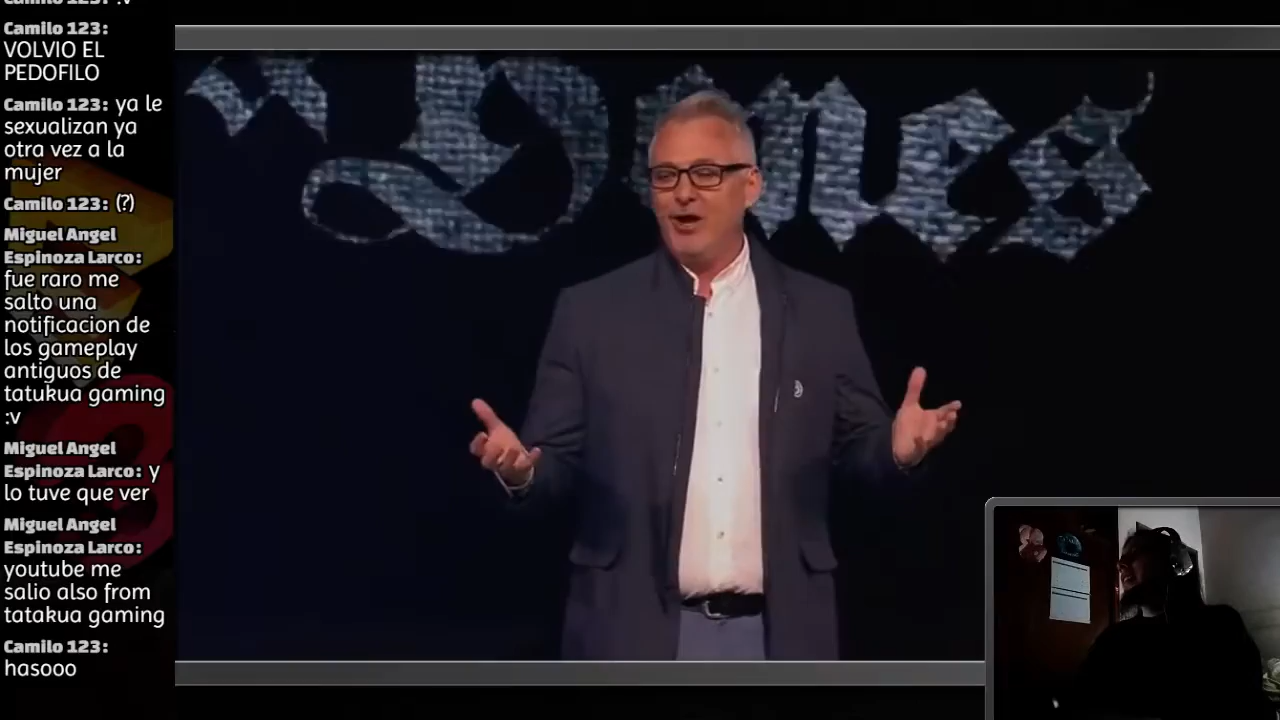 Camilo 123: :v
Camilo 123:
VOLVIO EL
PEDOFILO
Camilo 123: ya le
sexualizan ya
otra vez a la
mujer
Camilo 123: (?)
Miguel Angel
Espinoza Larco:
fue raro me
salto una
notificacion de
los gameplay
antiguos de
tatukua gaming
:v
Miguel Angel
Espinoza Larco: y
lo tuve que ver
Miguel Angel
Espinoza Larco:
youtube me
salio also from
tatakua gaming
Camilo 123:
hasooo